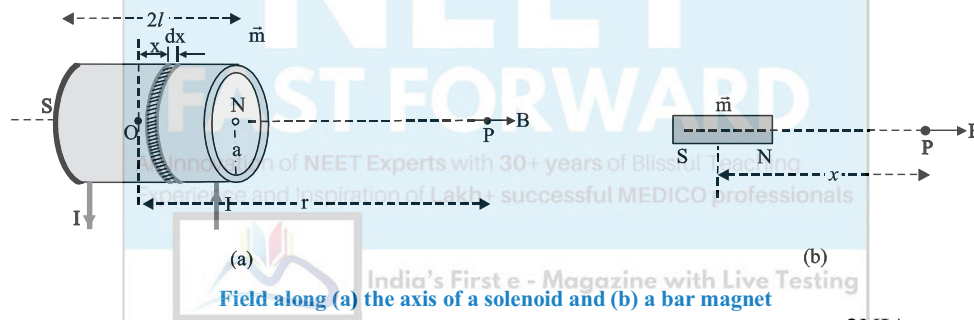 NEET
FAST FORWARD
2l
m⃗
dx
x
S
N
O
a
P
B
I
I
r
m⃗
S
N
P
B
x
An Innovation of NEET Experts with 30+ years of Blissful Teaching
Experience and Inspiration of Lakh+ successful MEDICO professionals
(a)
(b)
India's First e - Magazine with Live Testing
Field along (a) the axis of a solenoid and (b) a bar magnet